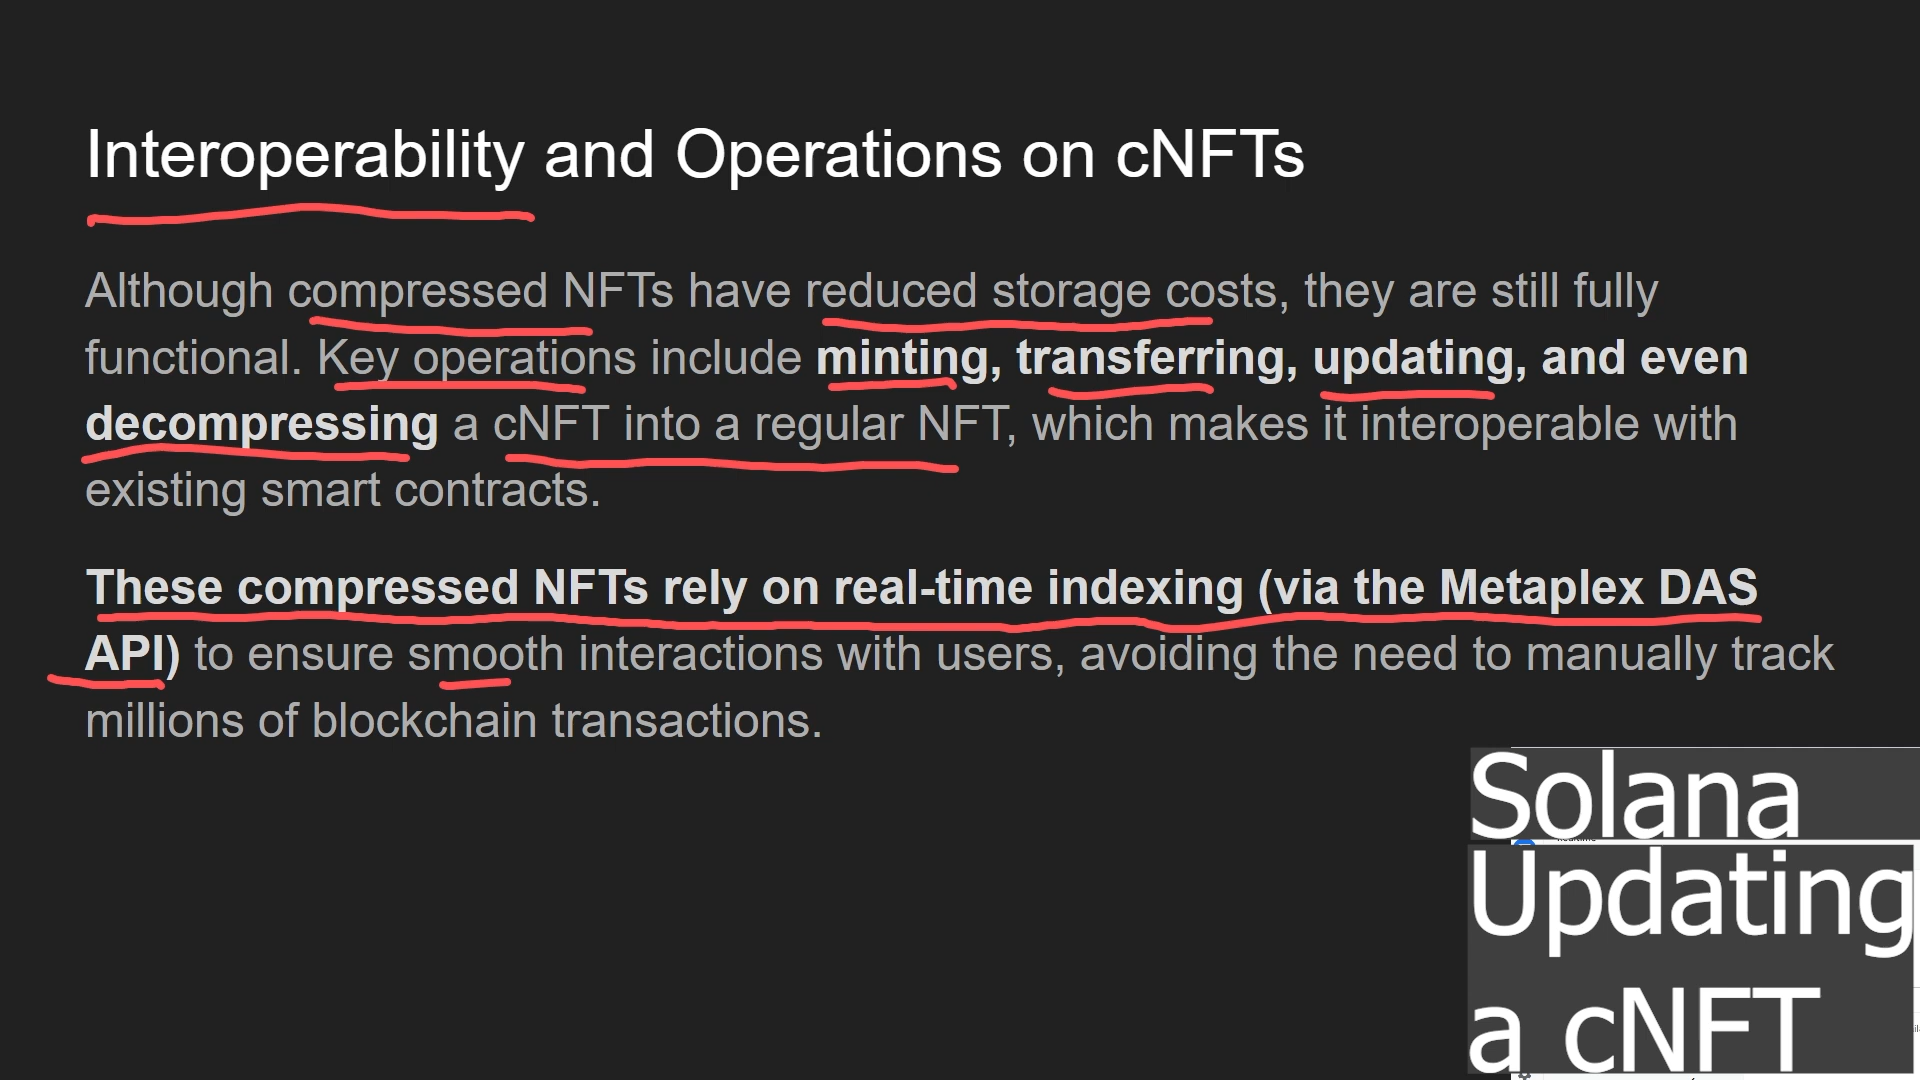 Interoperability and Operations on cNFTs
Although compressed NFTs have reduced storage costs, they are still fully
functional. Key operations include minting, transferring, updating, and even
decompressing a cNFT into a regular NFT, which makes it interoperable with
existing smart contracts.
These compressed NFTs rely on real-time indexing (via the Metaplex DAS
API) to ensure smooth interactions with users, avoiding the need to manually track
millions of blockchain transactions.
Solana
Updating
a cNFT